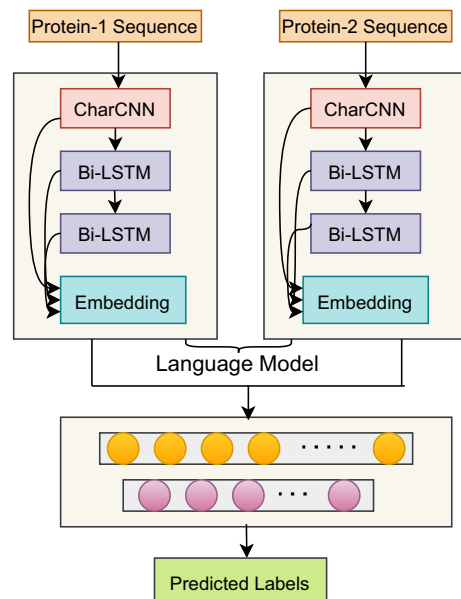 Protein-1 Sequence
Protein-2 Sequence
CharCNN
CharCNN
Bi-LSTM
Bi-LSTM
Bi-LSTM
Bi-LSTM
Embedding
Embedding
Language Model
Predicted Labels